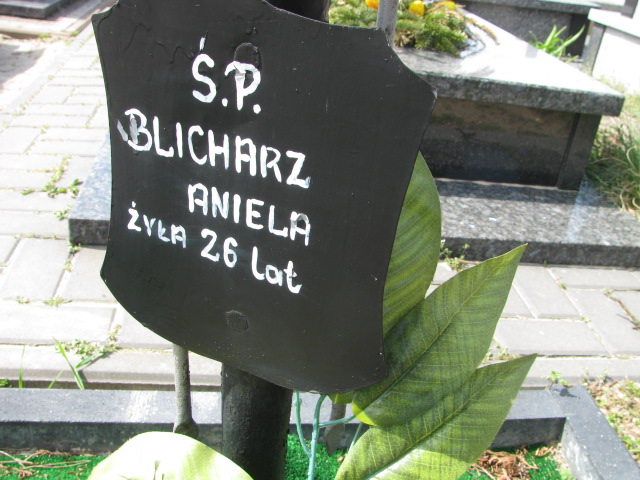 Ś.P.
BLICHARZ
ANIELA
żyła 26 lat